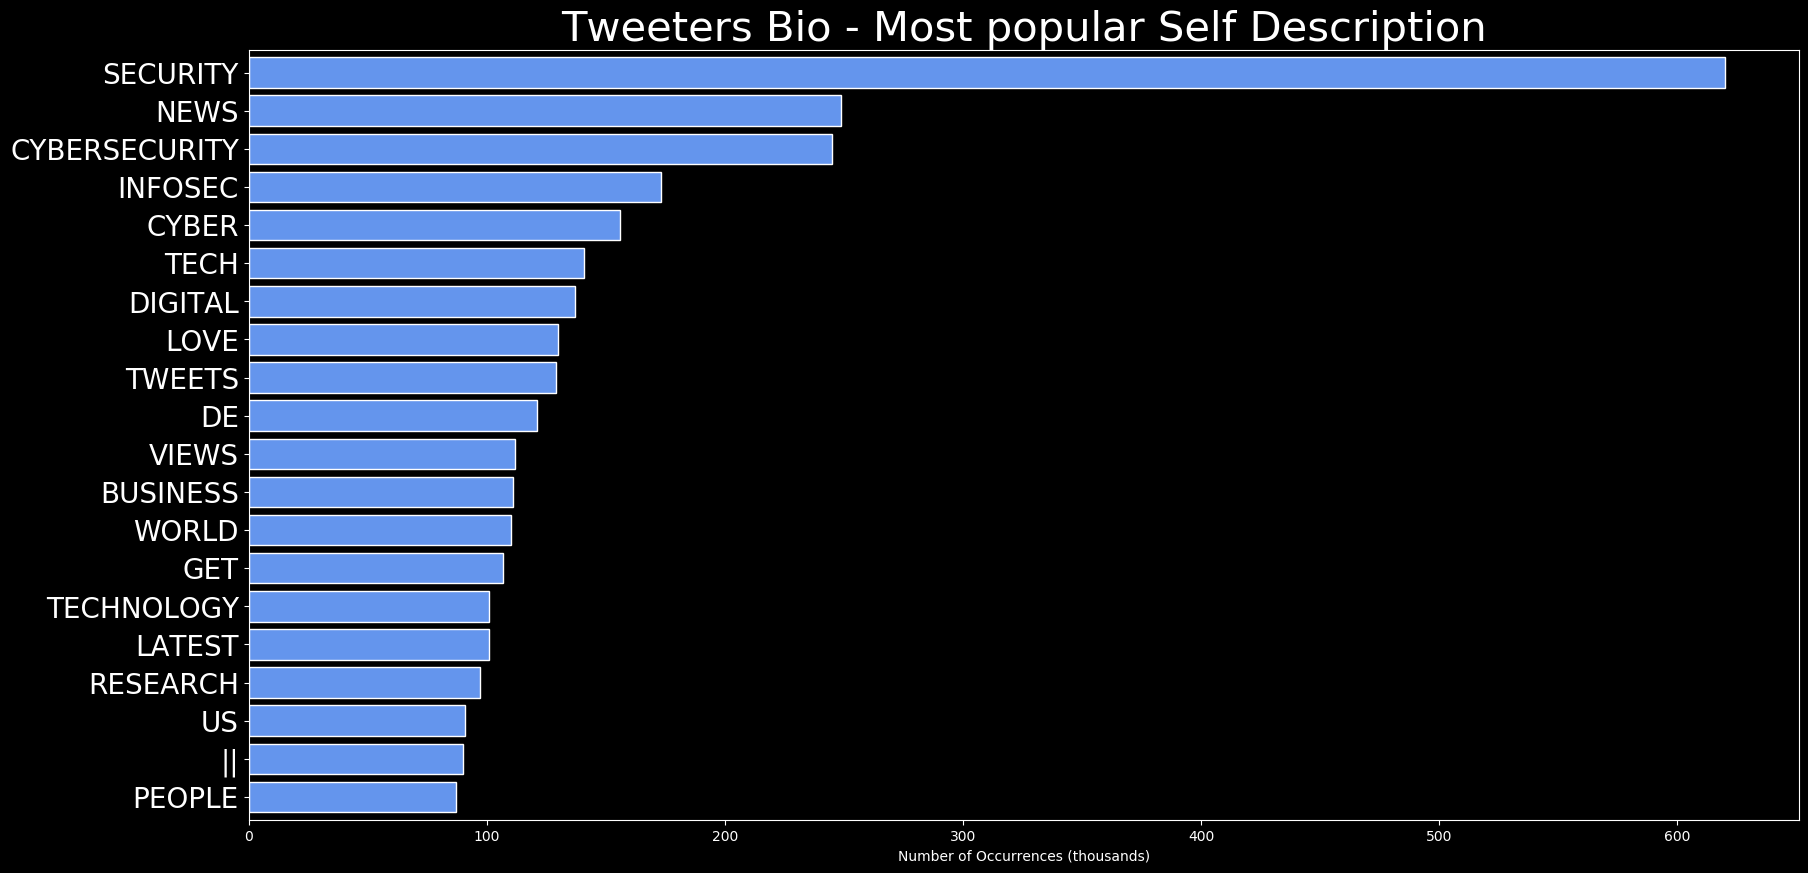 Tweeters Bio - Most popular Self Description
SECURITY
NEWS
CYBERSECURITY
INFOSEC
CYBER
TECH
DIGITAL
LOVE
TWEETS
DE
VIEWS
BUSINESS
WORLD
GET
TECHNOLOGY
LATEST
RESEARCH
US
||
PEOPLE
0 100 200 300 400 500 600
Number of Occurrences (thousands)